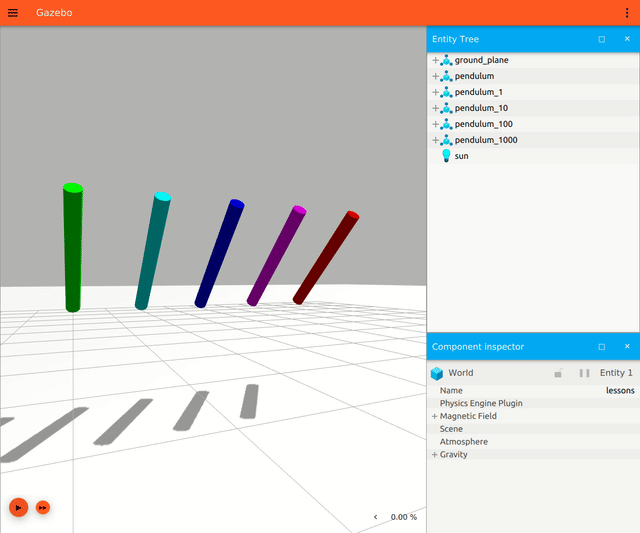 Gazebo
Entity Tree
ground_plane
pendulum
pendulum_1
pendulum_10
pendulum_100
pendulum_1000
sun
Component inspector
World Entity 1
Name lessons
Physics Engine Plugin
Magnetic Field
Scene
Atmosphere
Gravity
0.00 %